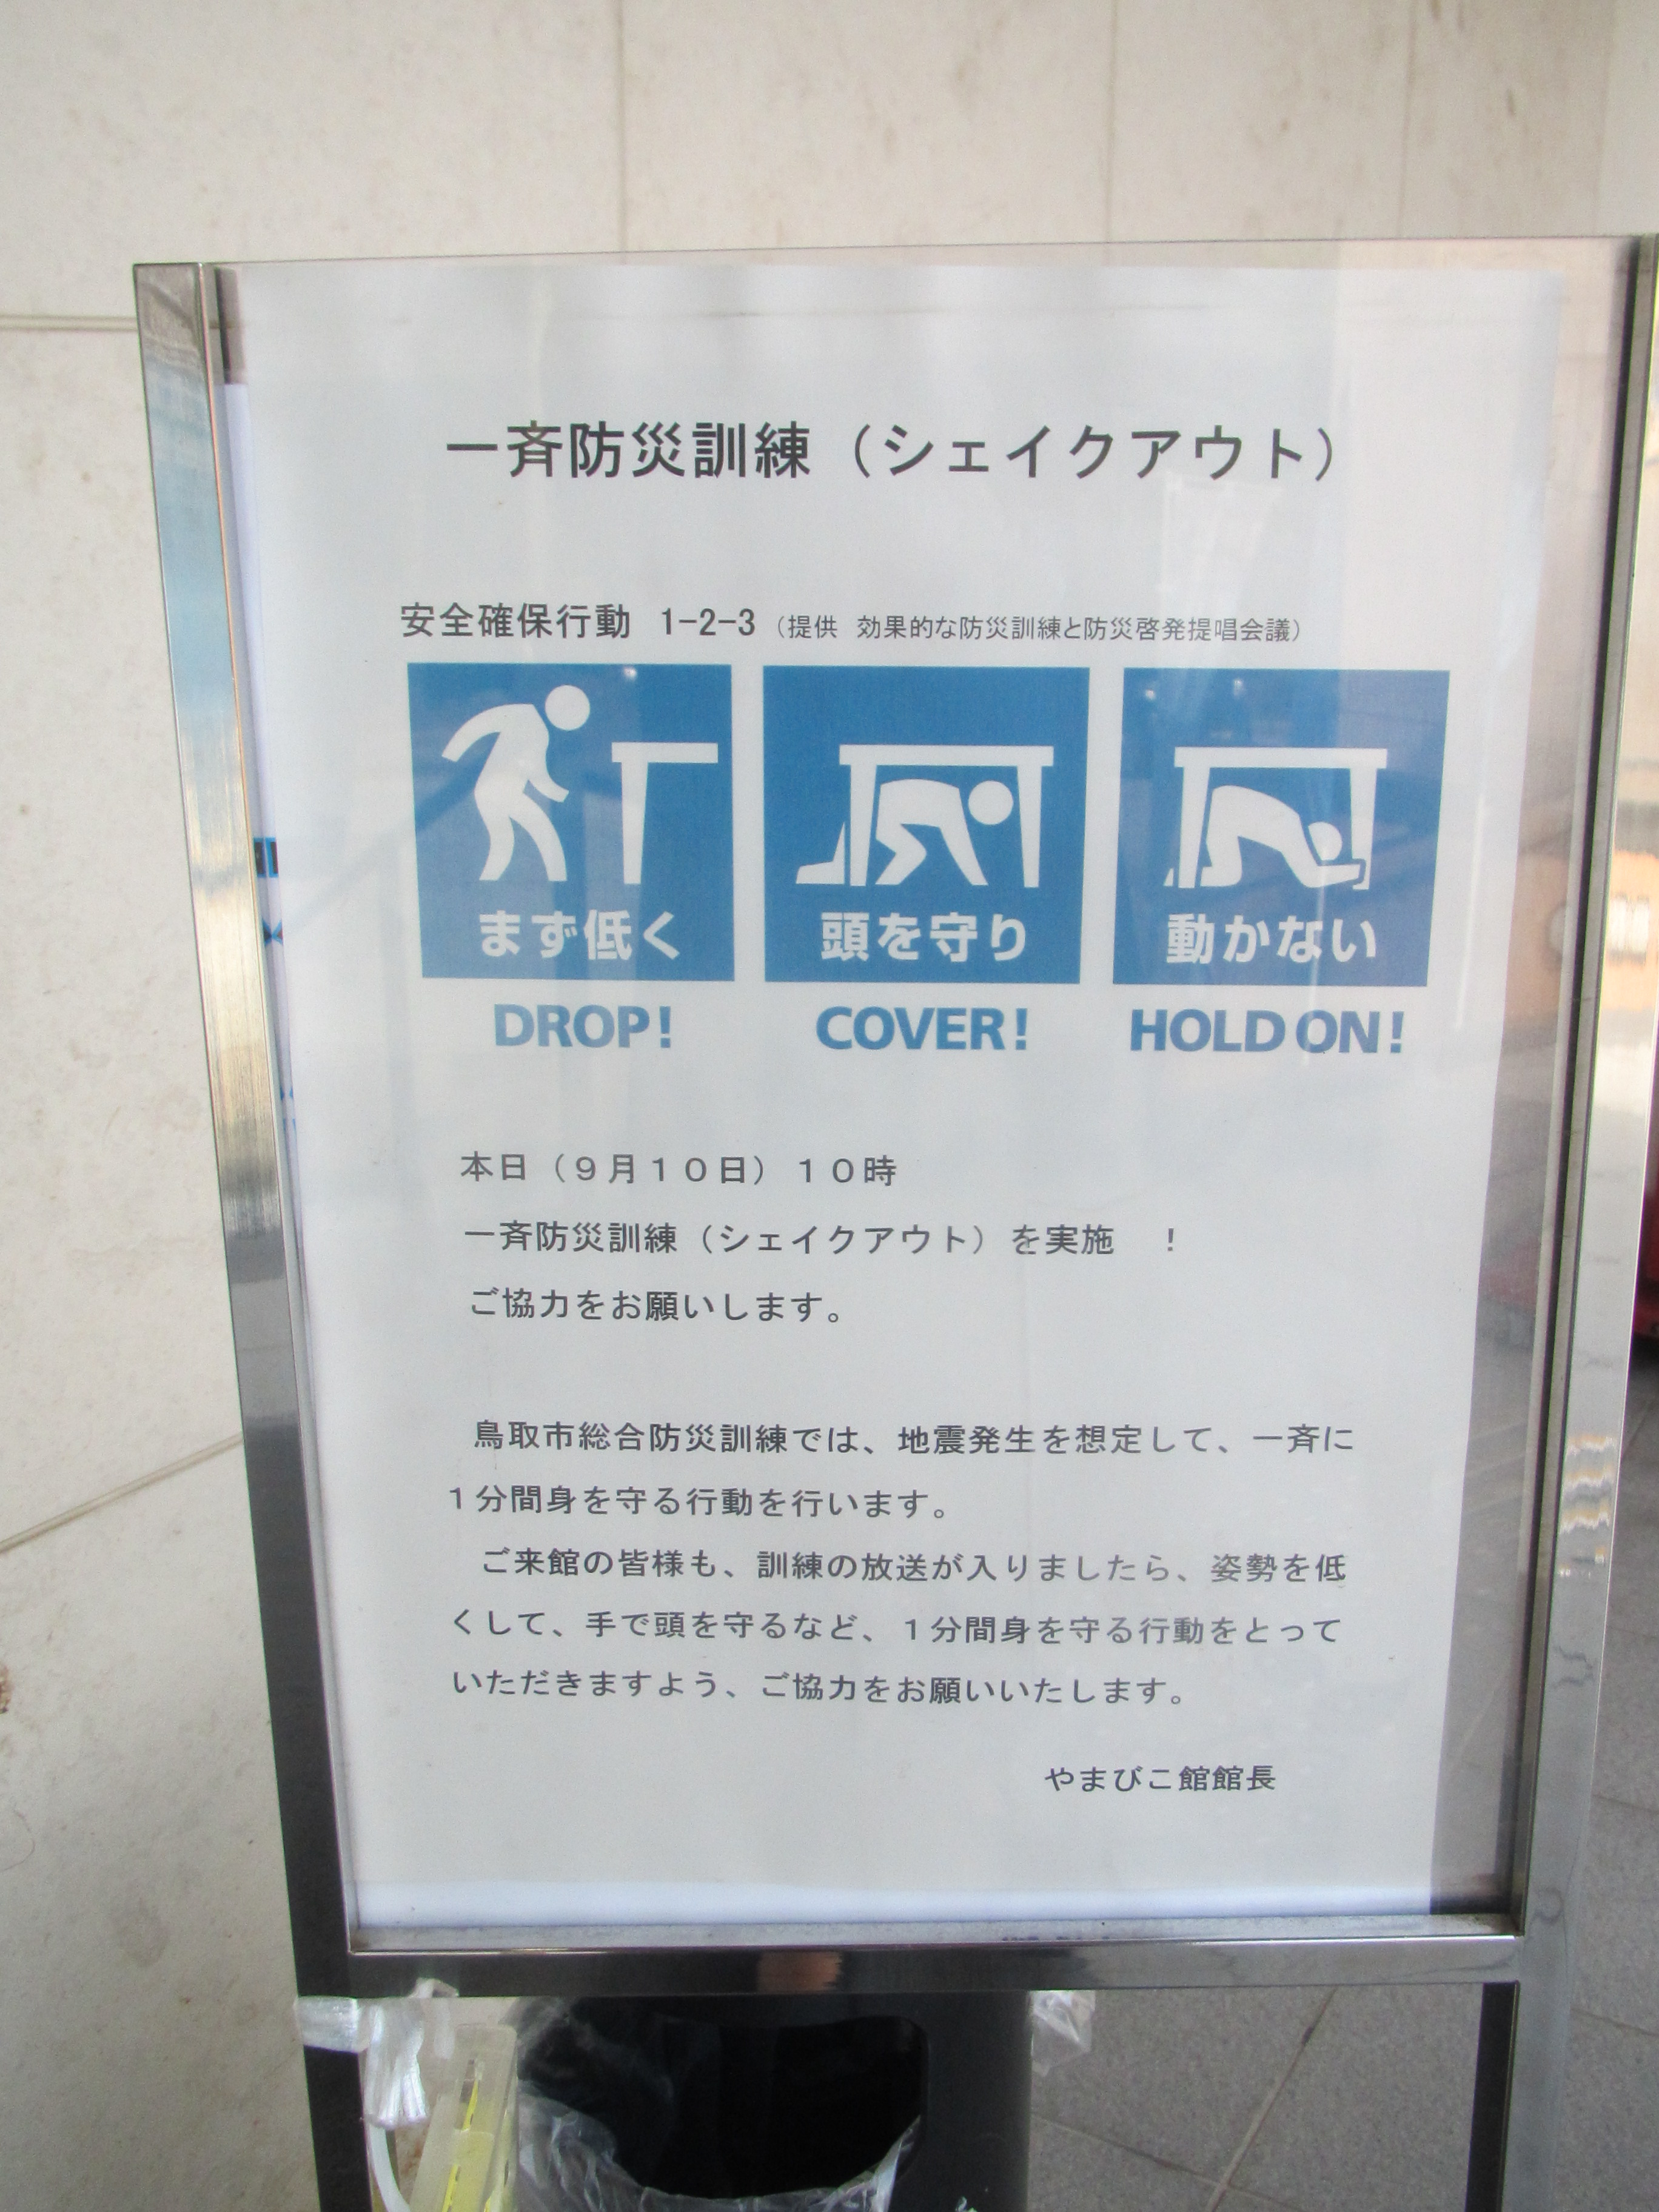 一斉防災訓練（シェイクアウト）
安全確保行動 1-2-3（提供 効果的な防災訓練と防災啓発提唱会議）
まず低く 頭を守り 動かない
DROP! COVER! HOLD ON!
本日（９月１０日）１０時
一斉防災訓練（シェイクアウト）を実施 ！
ご協力をお願いします。
鳥取市総合防災訓練では、地震発生を想定して、一斉に
１分間身を守る行動を行います。
ご来館の皆様も、訓練の放送が入りましたら、姿勢を低
くして、手で頭を守るなど、１分間身を守る行動をとって
いただきますよう、ご協力をお願いいたします。
やまびこ館館長